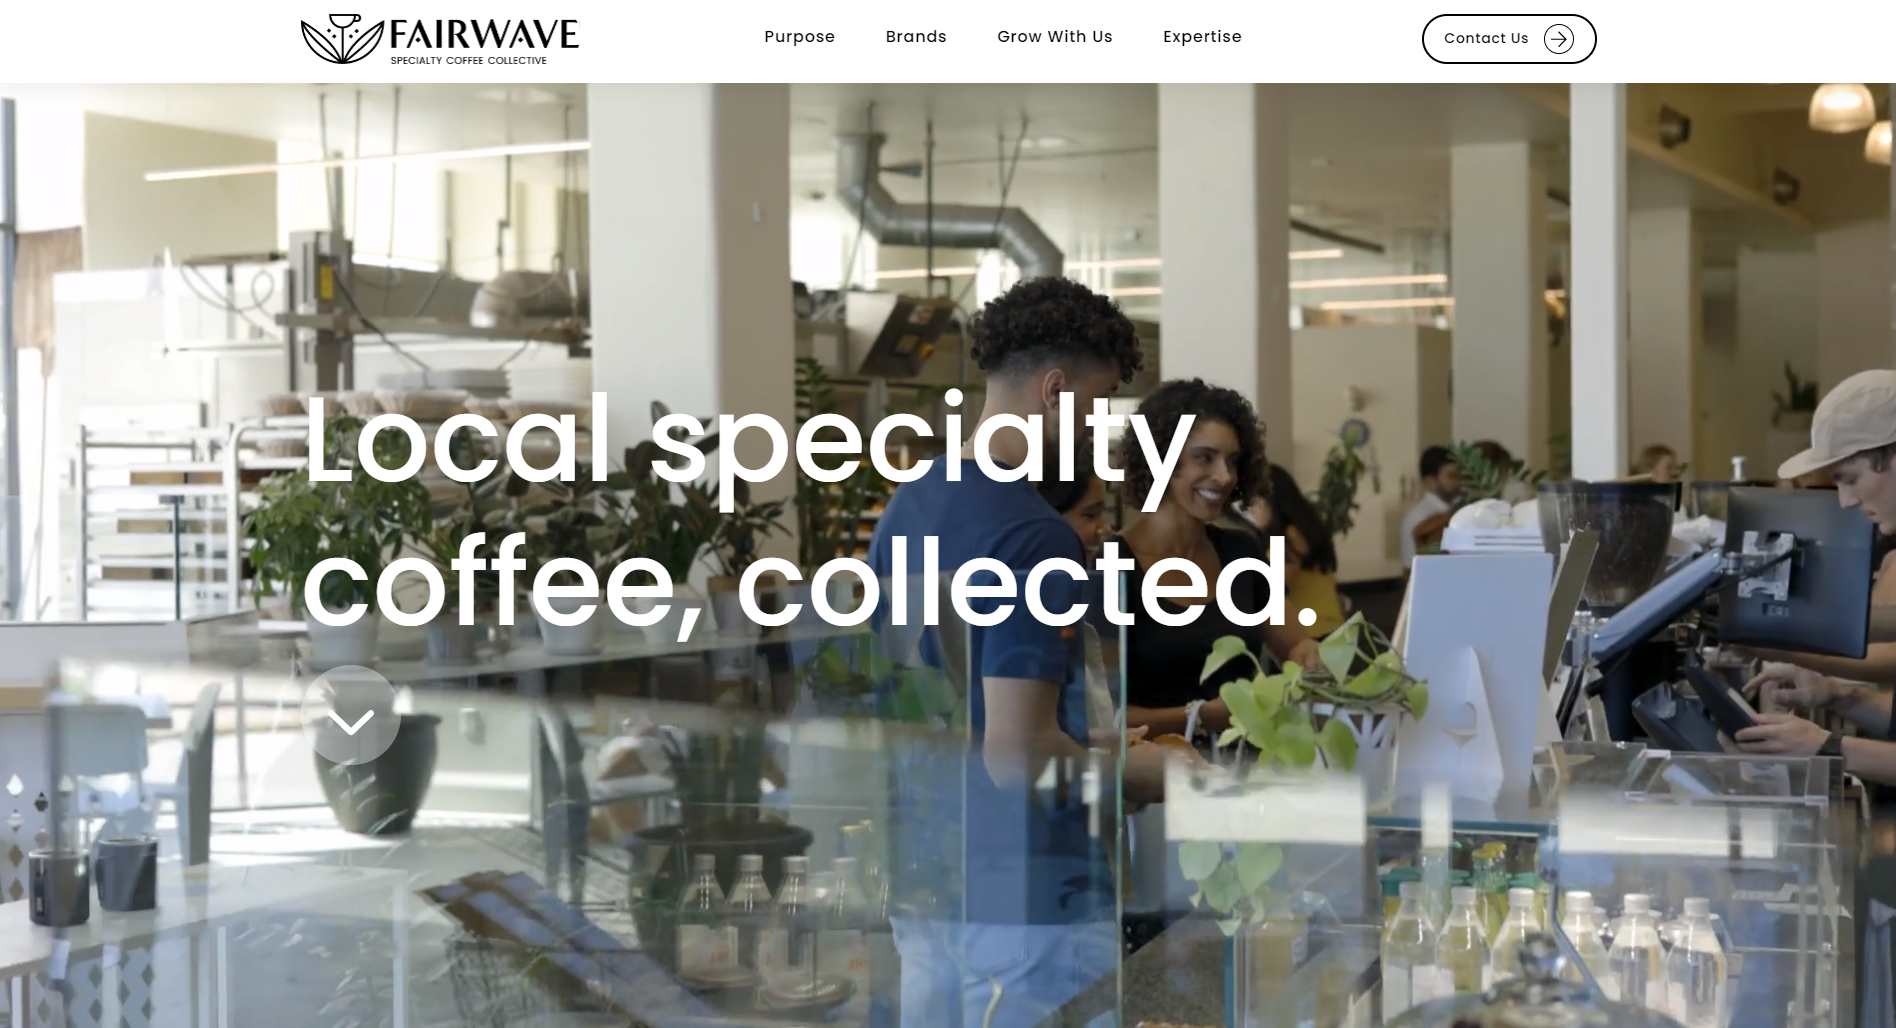 FAIRWAVE
SPECIALTY COFFEE COLLECTIVE
Purpose
Brands
Grow With Us
Expertise
Contact Us
Local specialty
coffee, collected.